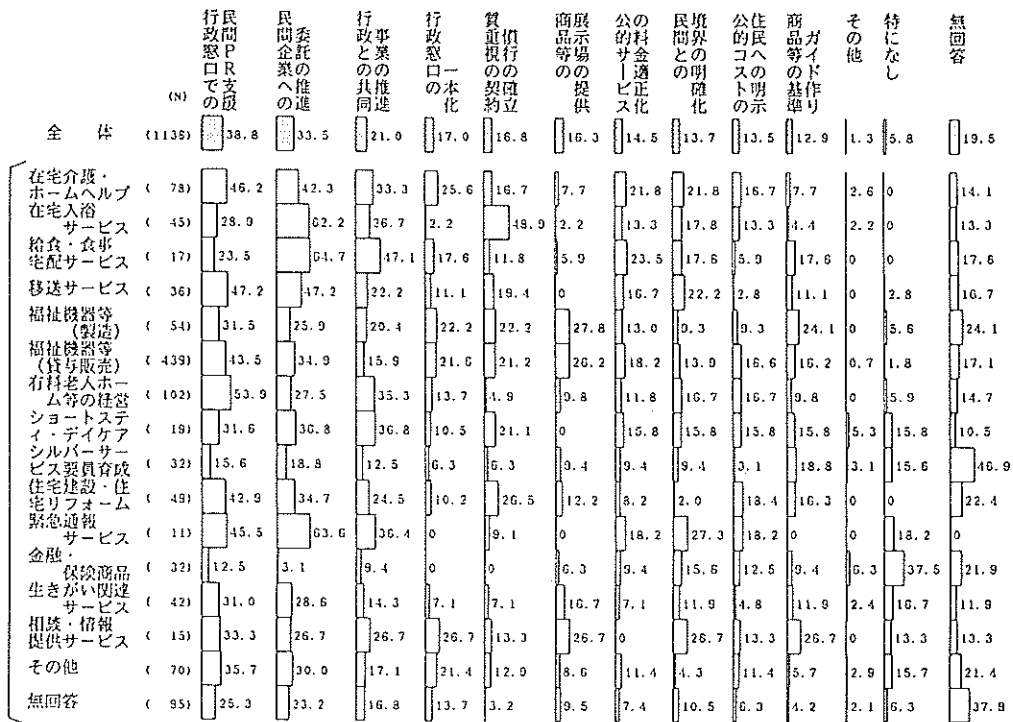 行政窓口での民間PR支援
民間企業への委託の推進
行政との共同事業の推進
行政窓口の一本化
質重視の契約慣行の確立
商品等の展示場の提供
公的サービスの料金適正化
民間との境界の明確化
公的コストの住民への明示
商品等の基準ガイド作り
その他
特になし
無回答
(N)
全体 (1136) 38.8 33.5 21.0 17.0 16.8 16.3 14.5 13.7 13.5 12.9 1.3 5.8 19.5
在宅介護・
ホームヘルプ ( 78) 46.2 42.3 33.3 25.6 16.7 7.7 21.8 21.8 16.7 7.7 2.6 0 14.1
在宅入浴
サービス ( 45) 28.9 62.2 26.7 2.2 48.9 2.2 13.3 17.8 13.3 4.4 2.2 0 13.3
給食・食事
宅配サービス ( 17) 23.5 64.7 47.1 17.6 11.8 5.9 23.5 17.6 5.9 17.6 0 0 17.6
移送サービス ( 36) 47.2 47.2 22.2 11.1 19.4 0 16.7 22.2 2.8 11.1 0 2.8 16.7
福祉機器等
(製造) ( 54) 31.5 25.9 20.4 22.2 22.2 27.8 13.0 9.3 9.3 24.1 0 5.6 24.1
福祉機器等
(貸与販売) ( 439) 43.5 34.9 15.9 21.6 21.2 26.2 18.2 13.9 16.6 16.2 0.7 1.8 17.1
有料老人ホー
ム等の経営 ( 102) 53.9 27.5 35.3 13.7 4.9 9.8 11.8 16.7 16.7 9.8 0 5.9 14.7
ショートステ
ィ・デイケア ( 19) 31.6 36.8 36.8 10.5 21.1 0 15.8 15.8 15.8 15.8 5.3 15.8 10.5
シルバーサー
ビス要員育成 ( 32) 15.6 18.8 12.5 6.3 6.3 9.4 9.4 9.4 3.1 18.8 3.1 15.6 46.9
住宅建設・住
宅リフォーム ( 49) 42.9 34.7 24.5 10.2 26.5 12.2 8.2 2.0 18.4 16.3 0 0 22.4
緊急通報
サービス ( 11) 45.5 63.6 36.4 0 9.1 0 18.2 27.3 18.2 0 0 18.2 0
金融・
保険商品 ( 32) 12.5 3.1 9.4 0 0 6.3 9.4 15.6 12.5 9.4 6.3 37.5 21.9
生きがい関連
サービス ( 42) 31.0 28.6 14.3 7.1 7.1 16.7 7.1 11.9 4.8 11.9 2.4 16.7 11.9
相談・情報
提供サービス ( 15) 33.3 26.7 26.7 26.7 13.3 26.7 0 26.7 13.3 26.7 0 13.3 13.3
その他 ( 70) 35.7 30.0 17.1 21.4 12.9 8.6 11.4 4.3 11.4 5.7 2.9 15.7 21.4
無回答 ( 95) 25.3 23.2 16.8 13.7 3.2 9.5 7.4 10.5 6.3 4.2 2.1 6.3 37.9